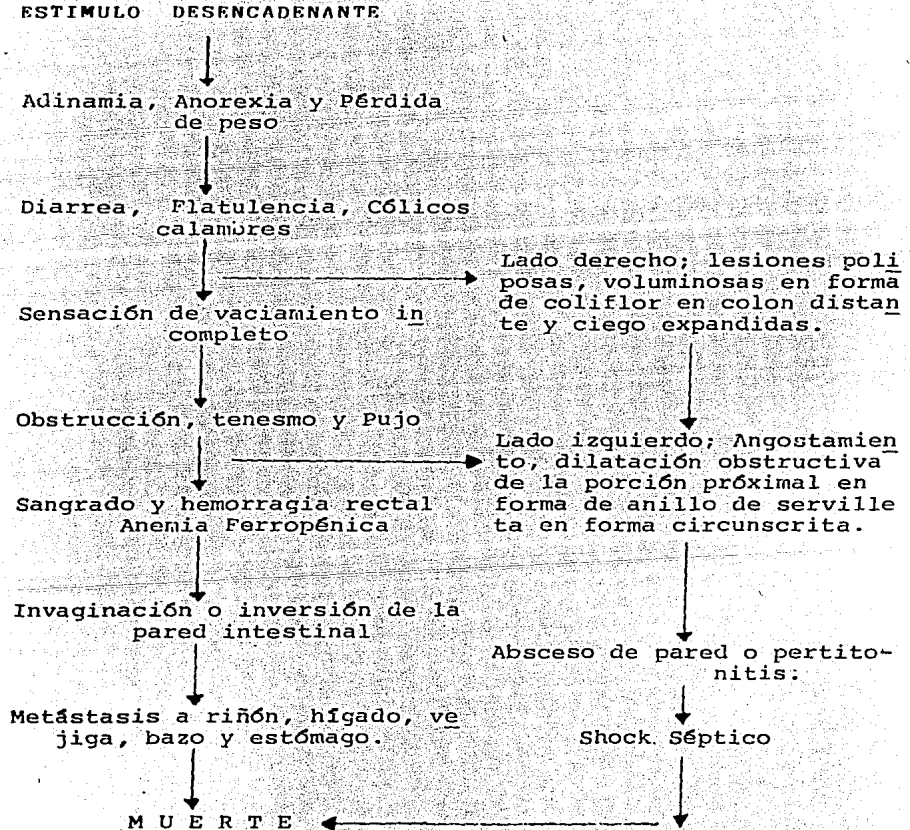 ESTIMULO DESENCADENANTE
Adinamia, Anorexia y Pérdida
de peso
Diarrea, Flatulencia, Cólicos
calambres
Sensación de vaciamiento in
completo
Obstrucción, tenesmo y Pujo
Sangrado y hemorragia rectal
Anemia Ferropénica
Invaginación o inversión de la
pared intestinal
Metástasis a riñón, hígado, ve
jiga, bazo y estómago.
MUERTE
Lado derecho; lesiones poli
posas, voluminosas en forma
de coliflor en colon distan
te y ciego expandidas.
Lado izquierdo; Angostamien
to, dilatación obstructiva
de la porción próximal en
forma de anillo de serville
ta en forma circunscrita.
Absceso de pared o pertito-
nitis:
Shock Séptico